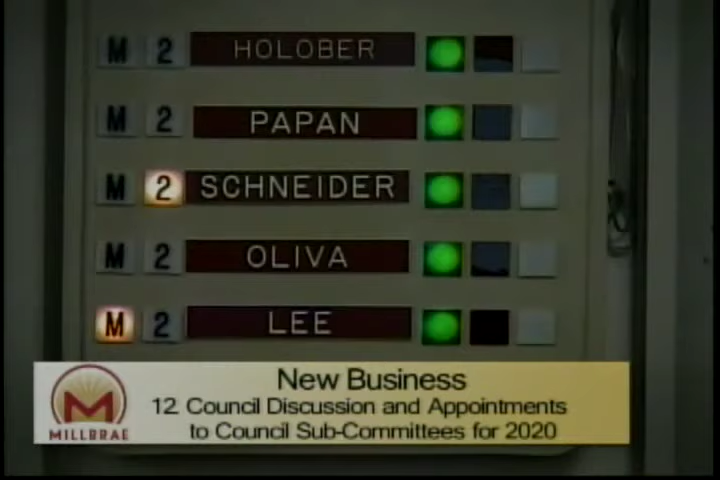 M 2 HOLOBER
M 2 PAPAN
M 2 SCHNEIDER
M 2 OLIVA
M 2 LEE
New Business
12. Council Discussion and Appointments
to Council Sub-Committees for 2020
M
MILLBRAE